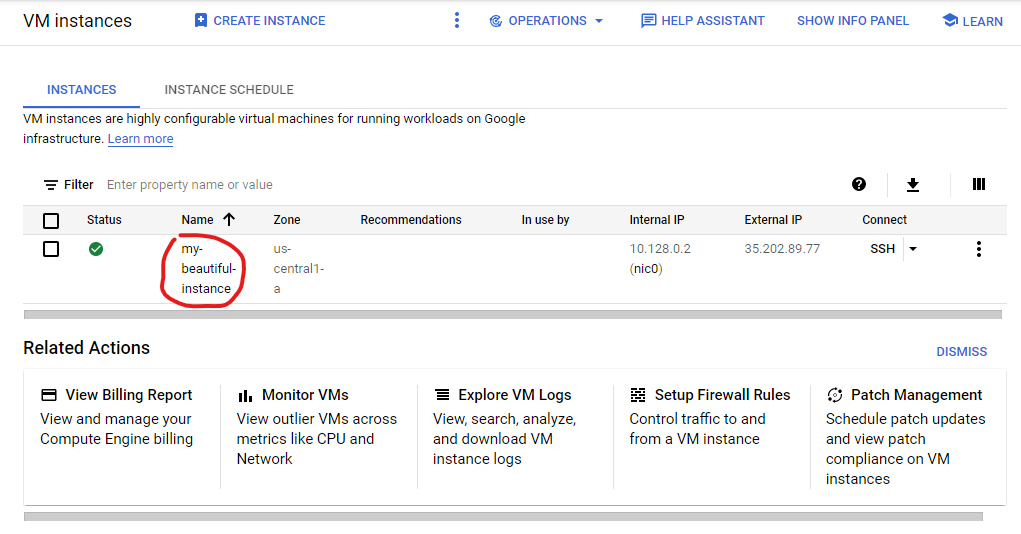 VM instances CREATE INSTANCE OPERATIONS HELP ASSISTANT SHOW INFO PANEL LEARN
INSTANCES INSTANCE SCHEDULE
VM instances are highly configurable virtual machines for running workloads on Google
infrastructure. Learn more
Filter Enter property name or value
Status Name Zone Recommendations In use by Internal IP External IP Connect
my- us- 10.128.0.2 35.202.89.77 SSH
beautiful- central1- (nic0)
instance a
Related Actions
DISMISS
View Billing Report
View and manage your
Compute Engine billing
Monitor VMs
View outlier VMs across
metrics like CPU and
Network
Explore VM Logs
View, search, analyze,
and download VM
instance logs
Setup Firewall Rules
Control traffic to and
from a VM instance
Patch Management
Schedule patch updates
and view patch
compliance on VM
instances